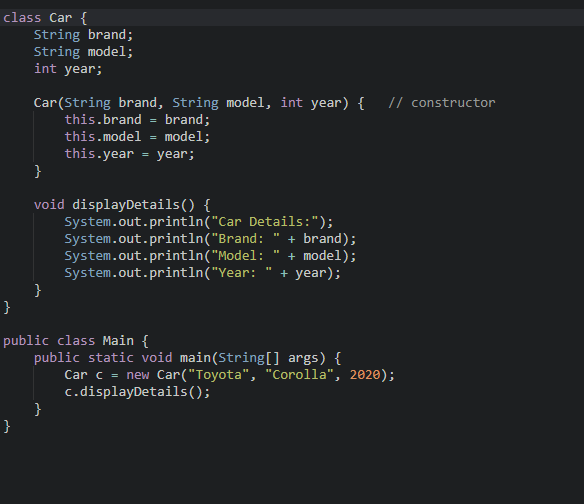 class Car {
    String brand;
    String model;
    int year;

    Car(String brand, String model, int year) {   // constructor
        this.brand = brand;
        this.model = model;
        this.year = year;
    }

    void displayDetails() {
        System.out.println("Car Details:");
        System.out.println("Brand: " + brand);
        System.out.println("Model: " + model);
        System.out.println("Year: " + year);
    }
}

public class Main {
    public static void main(String[] args) {
        Car c = new Car("Toyota", "Corolla", 2020);
        c.displayDetails();
    }
}